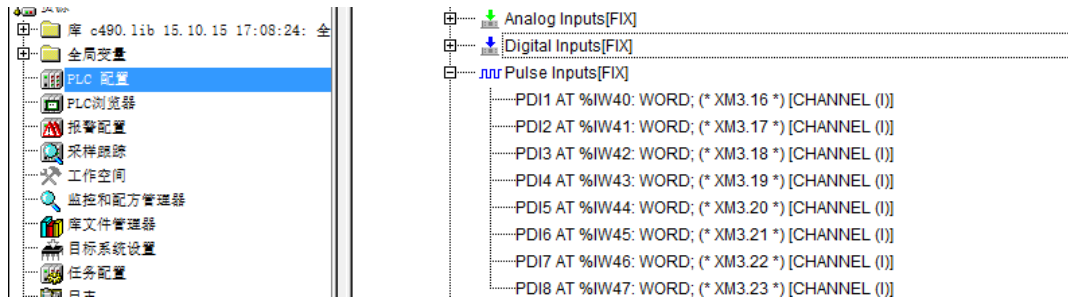 库 c490.lib 15.10.15 17:08:24: 全
全局变量
PLC 配置
PLC浏览器
报警配置
采样跟踪
工作空间
监控和配方管理器
库文件管理器
目标系统设置
任务配置
Analog Inputs[FIX]
Digital Inputs[FIX]
Pulse Inputs[FIX]
PDI1 AT %IW40: WORD; (* XM3.16 *) [CHANNEL (I)]
PDI2 AT %IW41: WORD; (* XM3.17 *) [CHANNEL (I)]
PDI3 AT %IW42: WORD; (* XM3.18 *) [CHANNEL (I)]
PDI4 AT %IW43: WORD; (* XM3.19 *) [CHANNEL (I)]
PDI5 AT %IW44: WORD; (* XM3.20 *) [CHANNEL (I)]
PDI6 AT %IW45: WORD; (* XM3.21 *) [CHANNEL (I)]
PDI7 AT %IW46: WORD; (* XM3.22 *) [CHANNEL (I)]
PDI8 AT %IW47: WORD; (* XM3.23 *) [CHANNEL (I)]